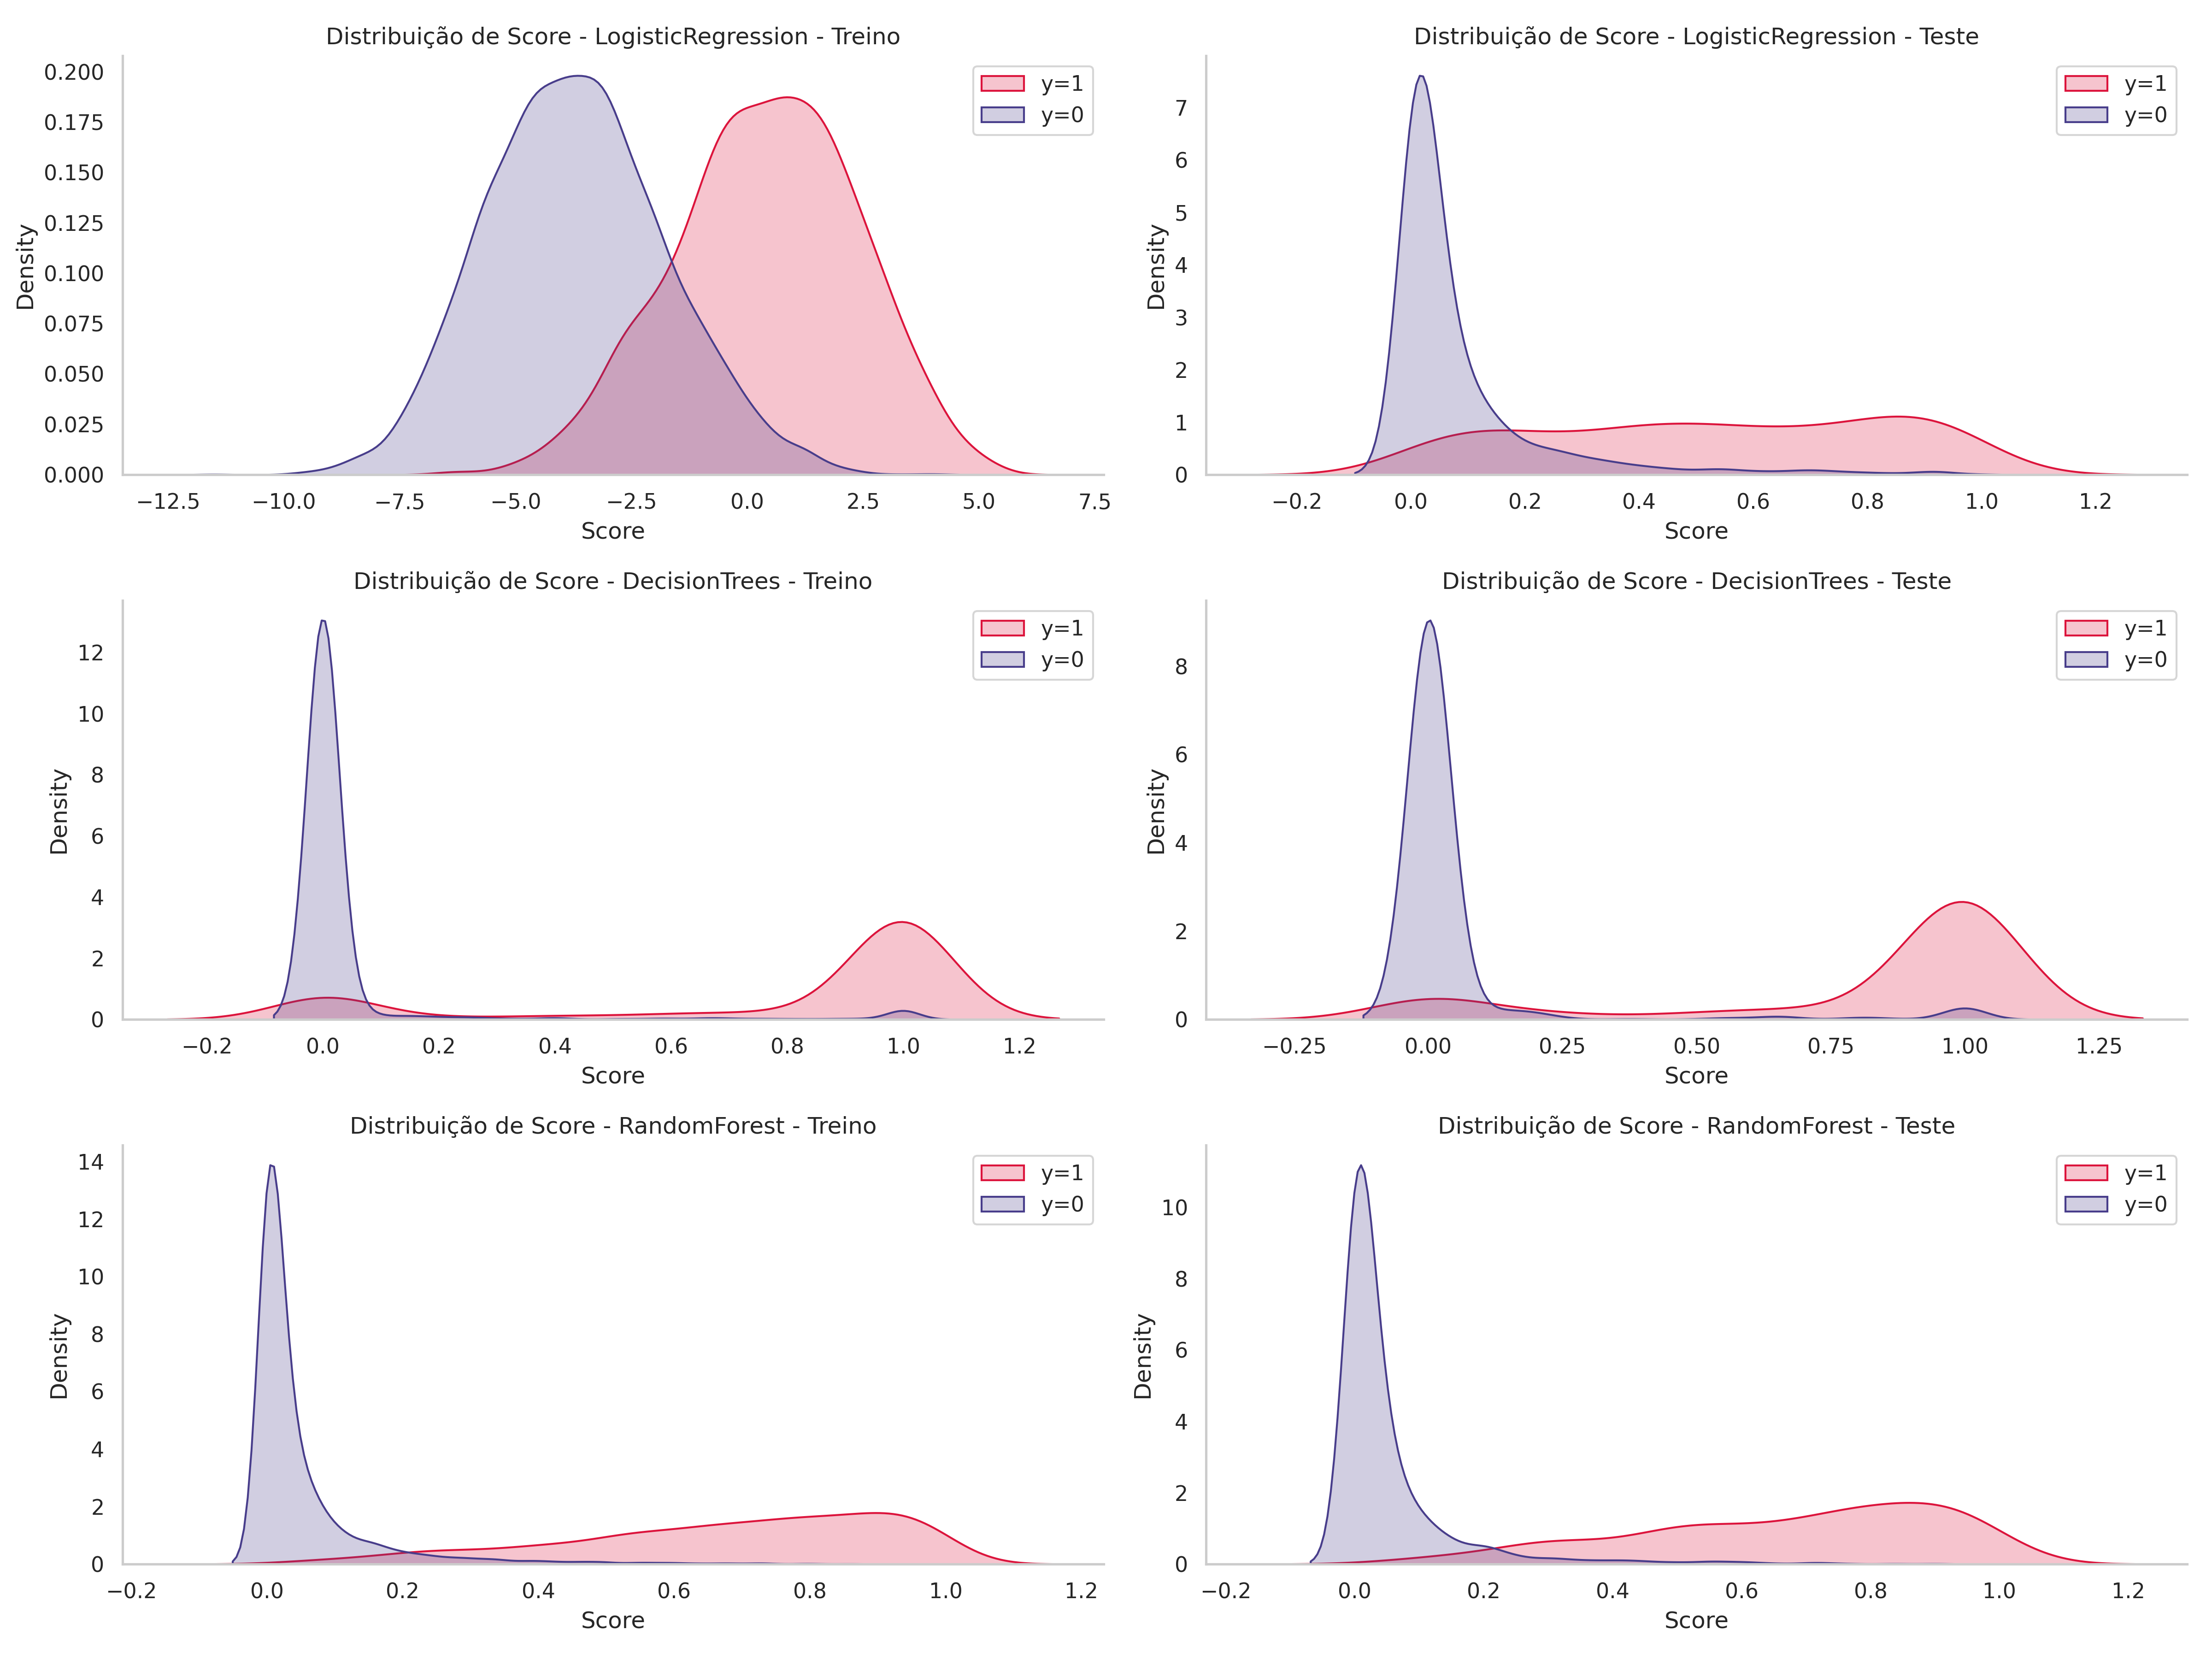 Distribuição de Score - LogisticRegression - Treino
y=1
y=0
0.200
0.175
0.150
0.125
0.100
0.075
0.050
0.025
0.000
Density
−12.5 −10.0 −7.5 −5.0 −2.5 0.0 2.5 5.0 7.5
Score
Distribuição de Score - LogisticRegression - Teste
y=1
y=0
7
6
5
4
3
2
1
0
Density
−0.2 0.0 0.2 0.4 0.6 0.8 1.0 1.2
Score
Distribuição de Score - DecisionTrees - Treino
y=1
y=0
12
10
8
6
4
2
0
Density
−0.2 0.0 0.2 0.4 0.6 0.8 1.0 1.2
Score
Distribuição de Score - DecisionTrees - Teste
y=1
y=0
8
6
4
2
0
Density
−0.25 0.00 0.25 0.50 0.75 1.00 1.25
Score
Distribuição de Score - RandomForest - Treino
y=1
y=0
14
12
10
8
6
4
2
0
Density
−0.2 0.0 0.2 0.4 0.6 0.8 1.0 1.2
Score
Distribuição de Score - RandomForest - Teste
y=1
y=0
10
8
6
4
2
0
Density
−0.2 0.0 0.2 0.4 0.6 0.8 1.0 1.2
Score